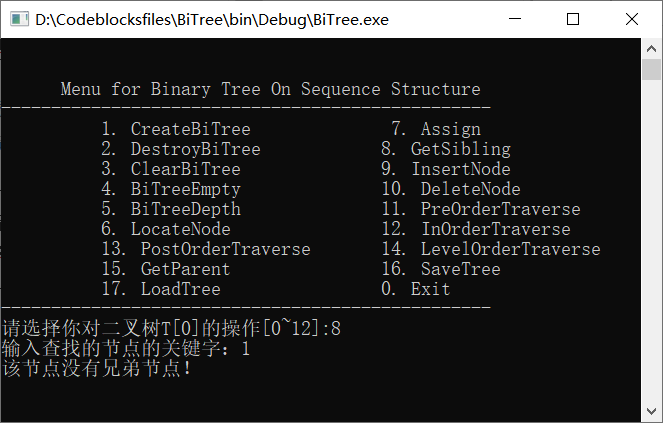 D:\Codeblocksfiles\BiTree\bin\Debug\BiTree.exe
Menu for Binary Tree On Sequence Structure
-------------------------------------------------
1. CreateBiTree 7. Assign
2. DestroyBiTree 8. GetSibling
3. ClearBiTree 9. InsertNode
4. BiTreeEmpty 10. DeleteNode
5. BiTreeDepth 11. PreOrderTraverse
6. LocateNode 12. InOrderTraverse
13. PostOrderTraverse 14. LevelOrderTraverse
15. GetParent 16. SaveTree
17. LoadTree 0. Exit
-------------------------------------------------
请选择你对二叉树T[0]的操作[0~12]:8
输入查找的节点的关键字：1
该节点没有兄弟节点！